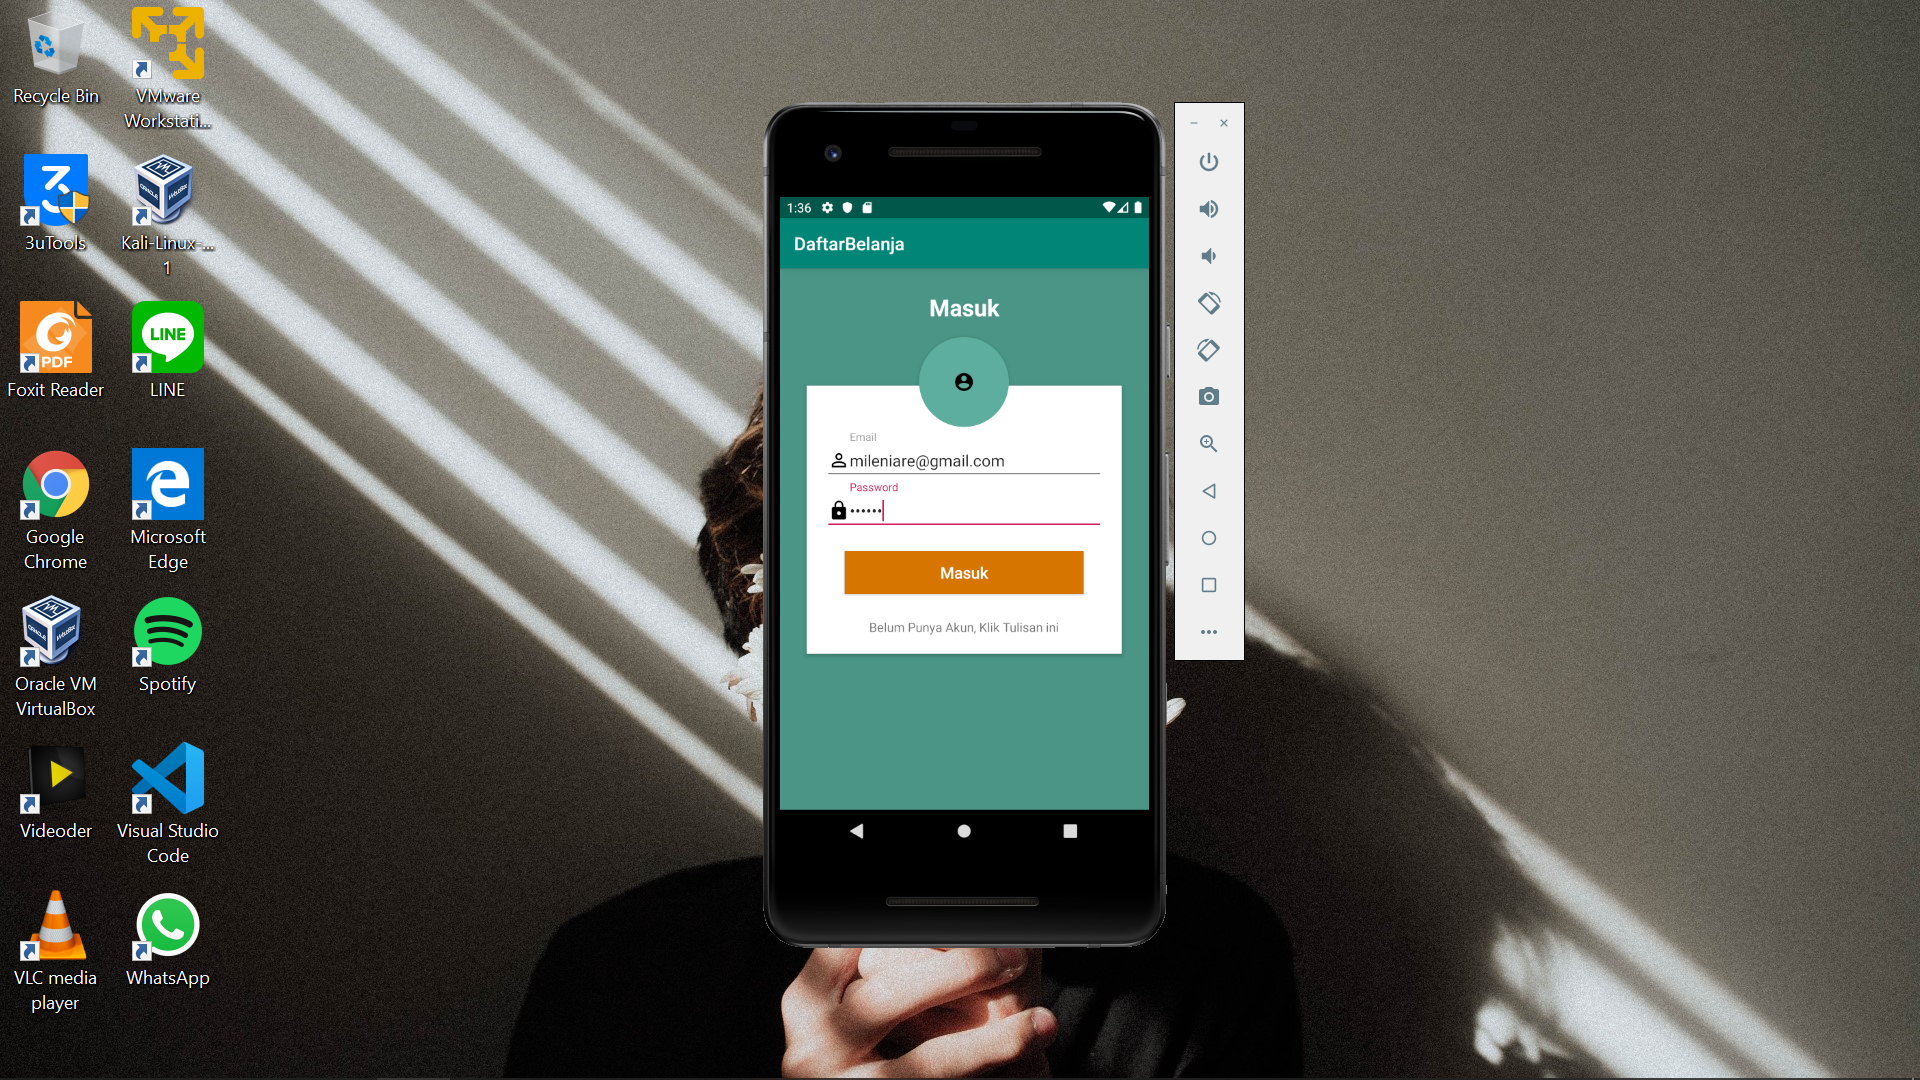 Recycle Bin
VMware
Workstati...
3uTools
Kali-Linux-...
1
PDF
Foxit Reader
LINE
LINE
Google
Chrome
Microsoft
Edge
Oracle VM
VirtualBox
Spotify
Videoder
Visual Studio
Code
VLC media
player
WhatsApp
1:36
DaftarBelanja
Masuk
Email
mileniare@gmail.com
Password
••••••
Masuk
Belum Punya Akun, Klik Tulisan ini